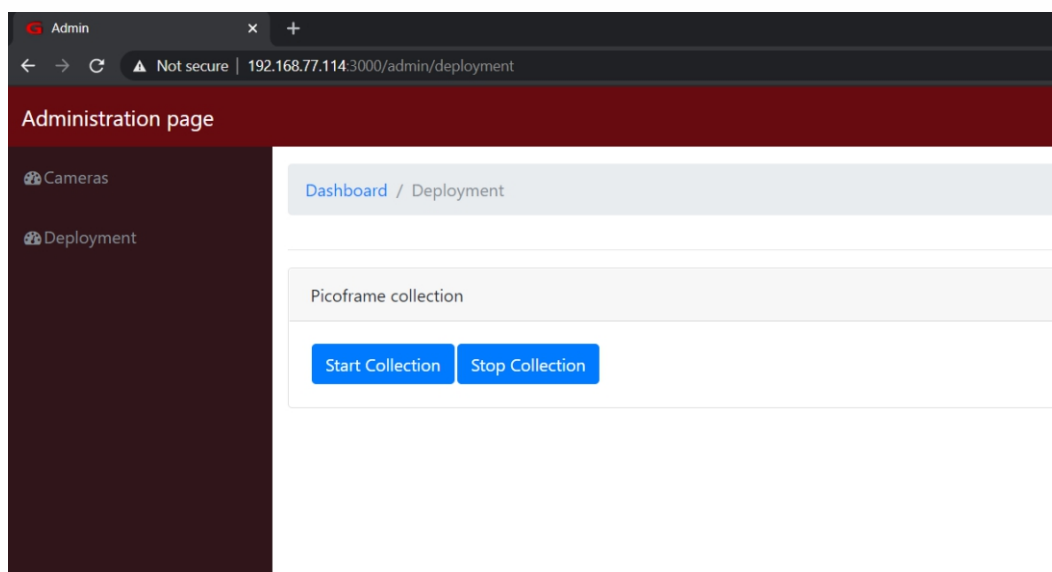 Admin
Not secure | 192.168.77.114:3000/admin/deployment
Administration page
Cameras
Deployment
Dashboard / Deployment
Picoframe collection
Start Collection Stop Collection